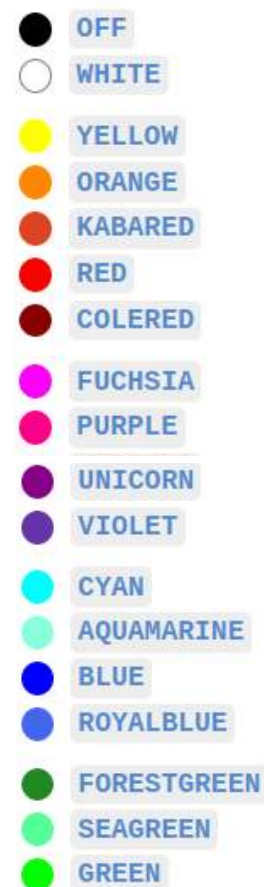 OFF
WHITE
YELLOW
ORANGE
KABARED
RED
COLERED
FUCHSIA
PURPLE
UNICORN
VIOLET
CYAN
AQUAMARINE
BLUE
ROYALBLUE
FORESTGREEN
SEAGREEN
GREEN